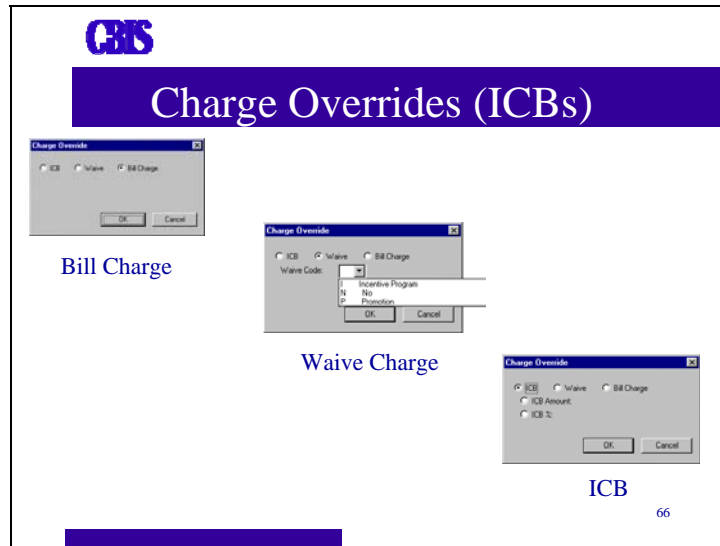 CBIS
Charge Overrides (ICBs)
Charge Override
ICB Waive Bill Charge
OK Cancel
Bill Charge
Charge Override
ICB Waive Bill Charge
Waive Code:
I Incentive Program
N No
P Promotion
OK Cancel
Waive Charge
Charge Override
ICB Waive Bill Charge
ICB Amount:
ICB %:
OK Cancel
ICB
66